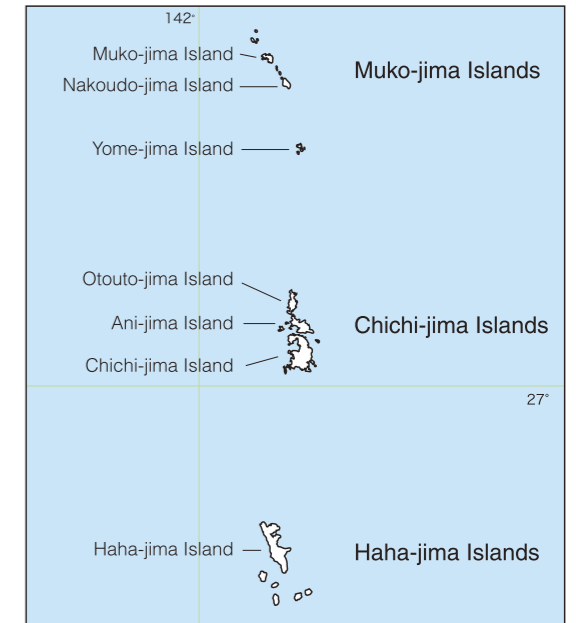 142°
Muko-jima Island
Muko-jima Islands
Nakoudo-jima Island
Yome-jima Island
Otouto-jima Island
Ani-jima Island
Chichi-jima Islands
Chichi-jima Island
27°
Haha-jima Island
Haha-jima Islands